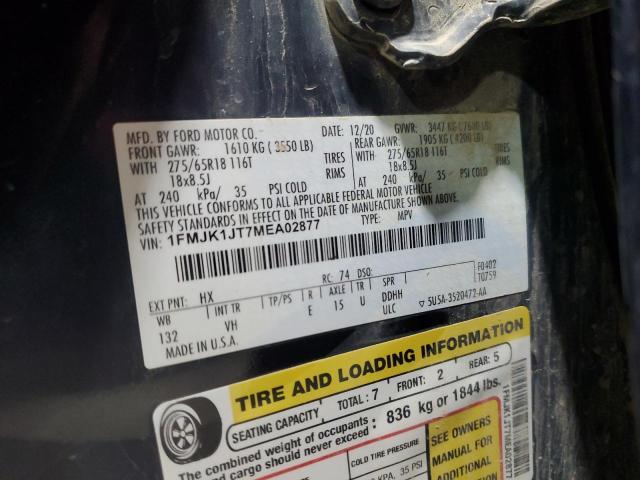 MFD. BY FORD MOTOR CO. DATE: 12/20 GVWR: 3447 KG (7600 LB)
FRONT GAWR: 1610 KG (3550 LB) REAR GAWR: 1905 KG (4200 LB)
WITH 275/65R18 116T TIRES WITH 275/65R18 116T TIRES
18x8.5J RIMS 18x8.5J RIMS
AT 240 kPa/ 35 PSI COLD AT 240 kPa/ 35 PSI COLD
THIS VEHICLE CONFORMS TO ALL APPLICABLE FEDERAL MOTOR VEHICLE
SAFETY STANDARDS IN EFFECT ON THE DATE OF MANUFACTURE SHOWN ABOVE.
VIN: 1FMJK1JT7MEA02877 TYPE: MPV
F0402
T0759
EXT PNT: HX RC: 74 DSO:
WB INT TR TP/PS R AXLE TR SPR
132 VH E 15 U DDHH
MADE IN U.S.A. ULC 5U5A-3520472-AA
TIRE AND LOADING INFORMATION
SEATING CAPACITY TOTAL: 7 FRONT: 2 REAR: 5
The combined weight of occupants
and cargo should never exceed: 836 kg or 1844 lbs.
COLD TIRE PRESSURE
KPA, 35 PSI
SEE OWNERS
MANUAL FOR
ADDITIONAL
1FMJK1JT7MEA02877